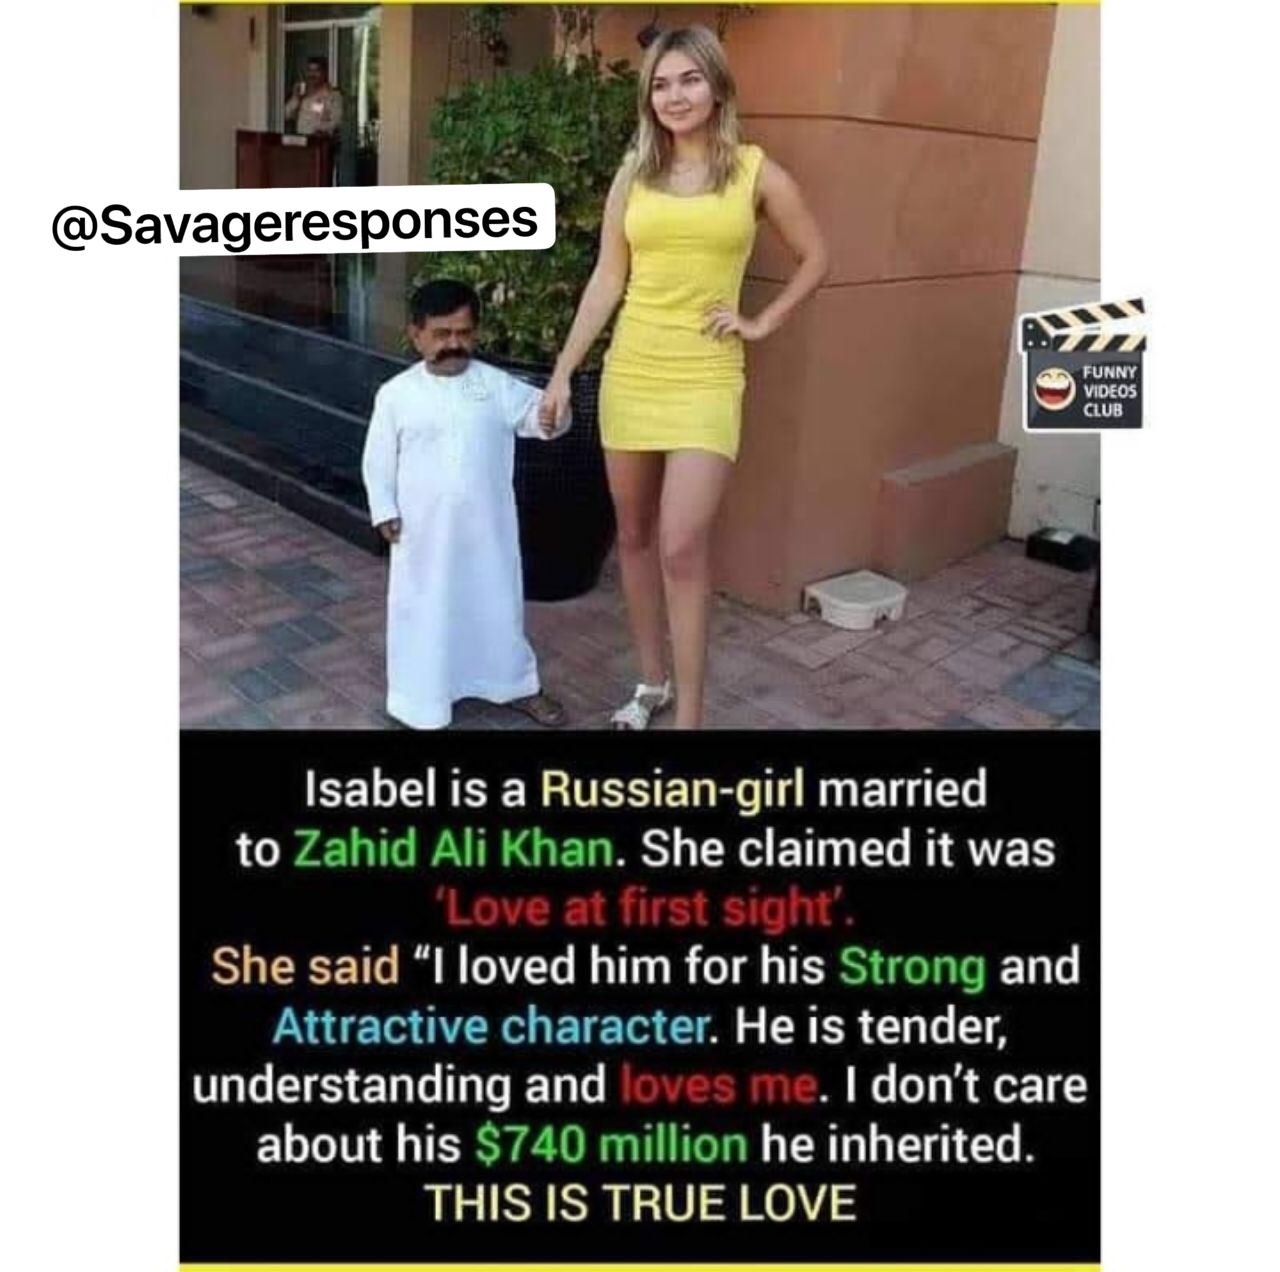 @Savageresponses
FUNNY
VIDEOS
CLUB
Isabel is a Russian-girl married
to Zahid Ali Khan. She claimed it was
‘Love at first sight’.
She said “I loved him for his Strong and
Attractive character. He is tender,
understanding and loves me. I don’t care
about his $740 million he inherited.
THIS IS TRUE LOVE